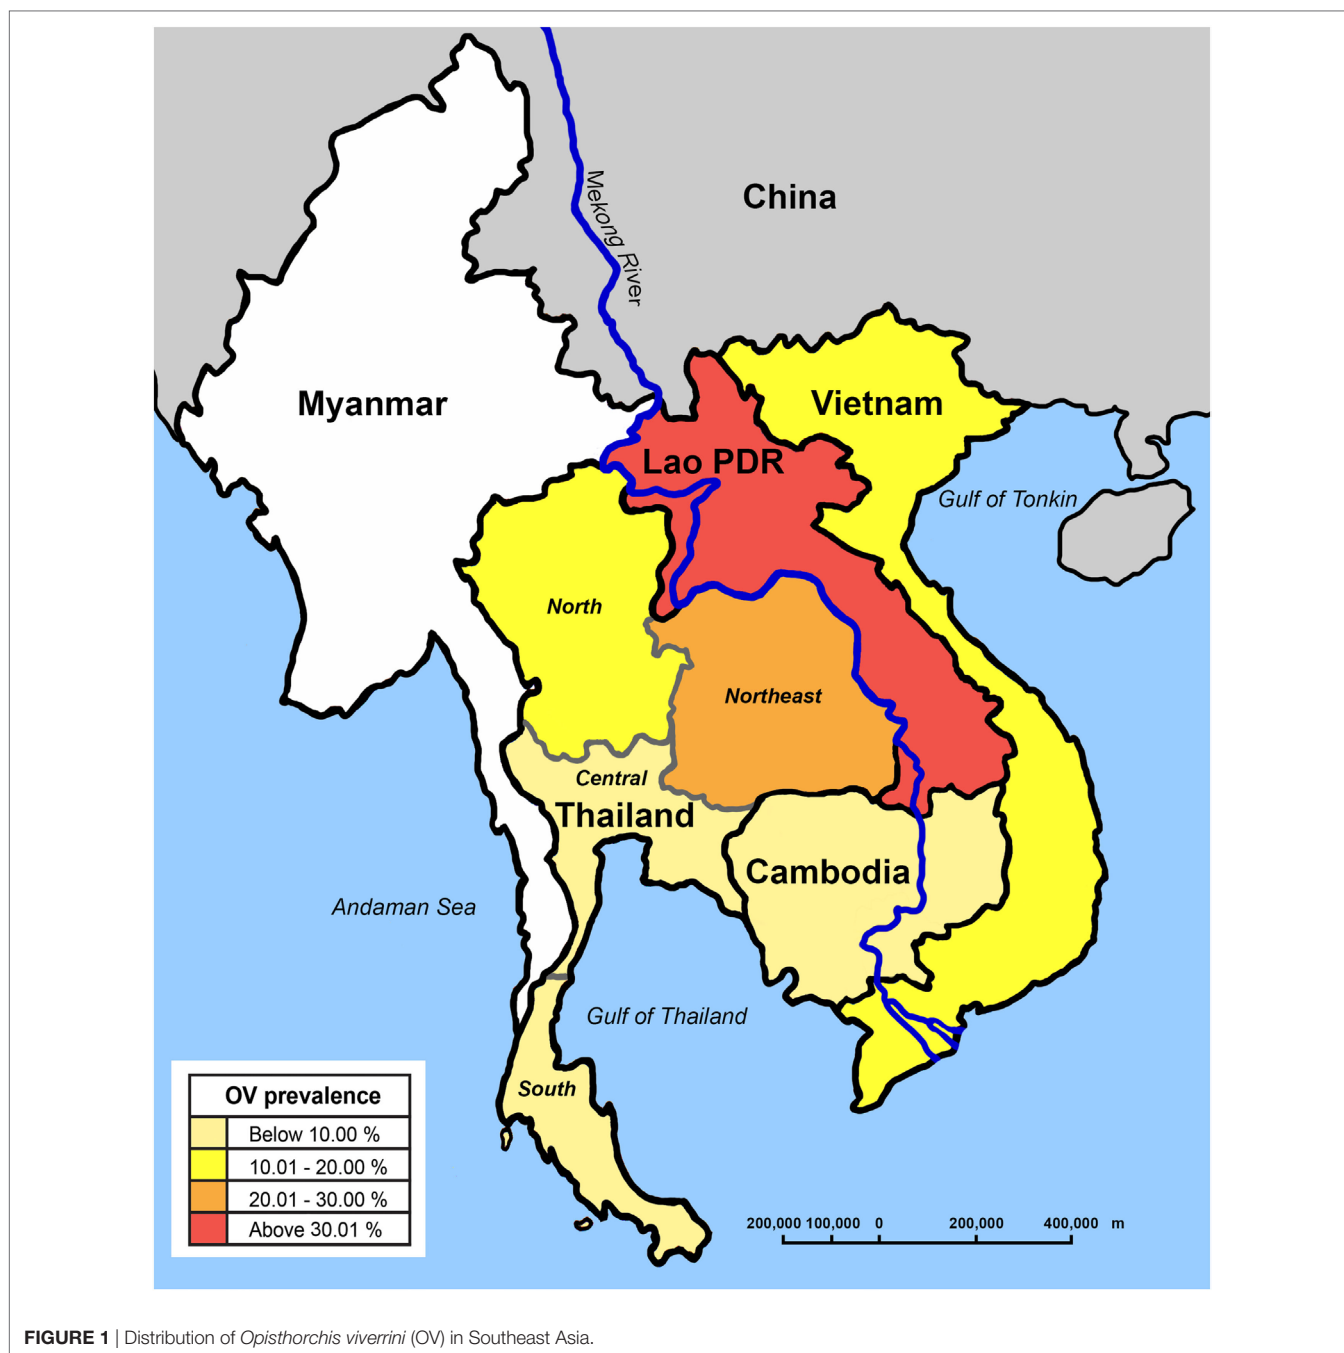 China
Mekong River
Myanmar
Vietnam
Lao PDR
Gulf of Tonkin
North
Northeast
Central
Thailand
Cambodia
Andaman Sea
Gulf of Thailand
South
OV prevalence
Below 10.00 %
10.01 - 20.00 %
20.01 - 30.00 %
Above 30.01 %
200,000 100,000 0 200,000 400,000 m
FIGURE 1 | Distribution of Opisthorchis viverrini (OV) in Southeast Asia.